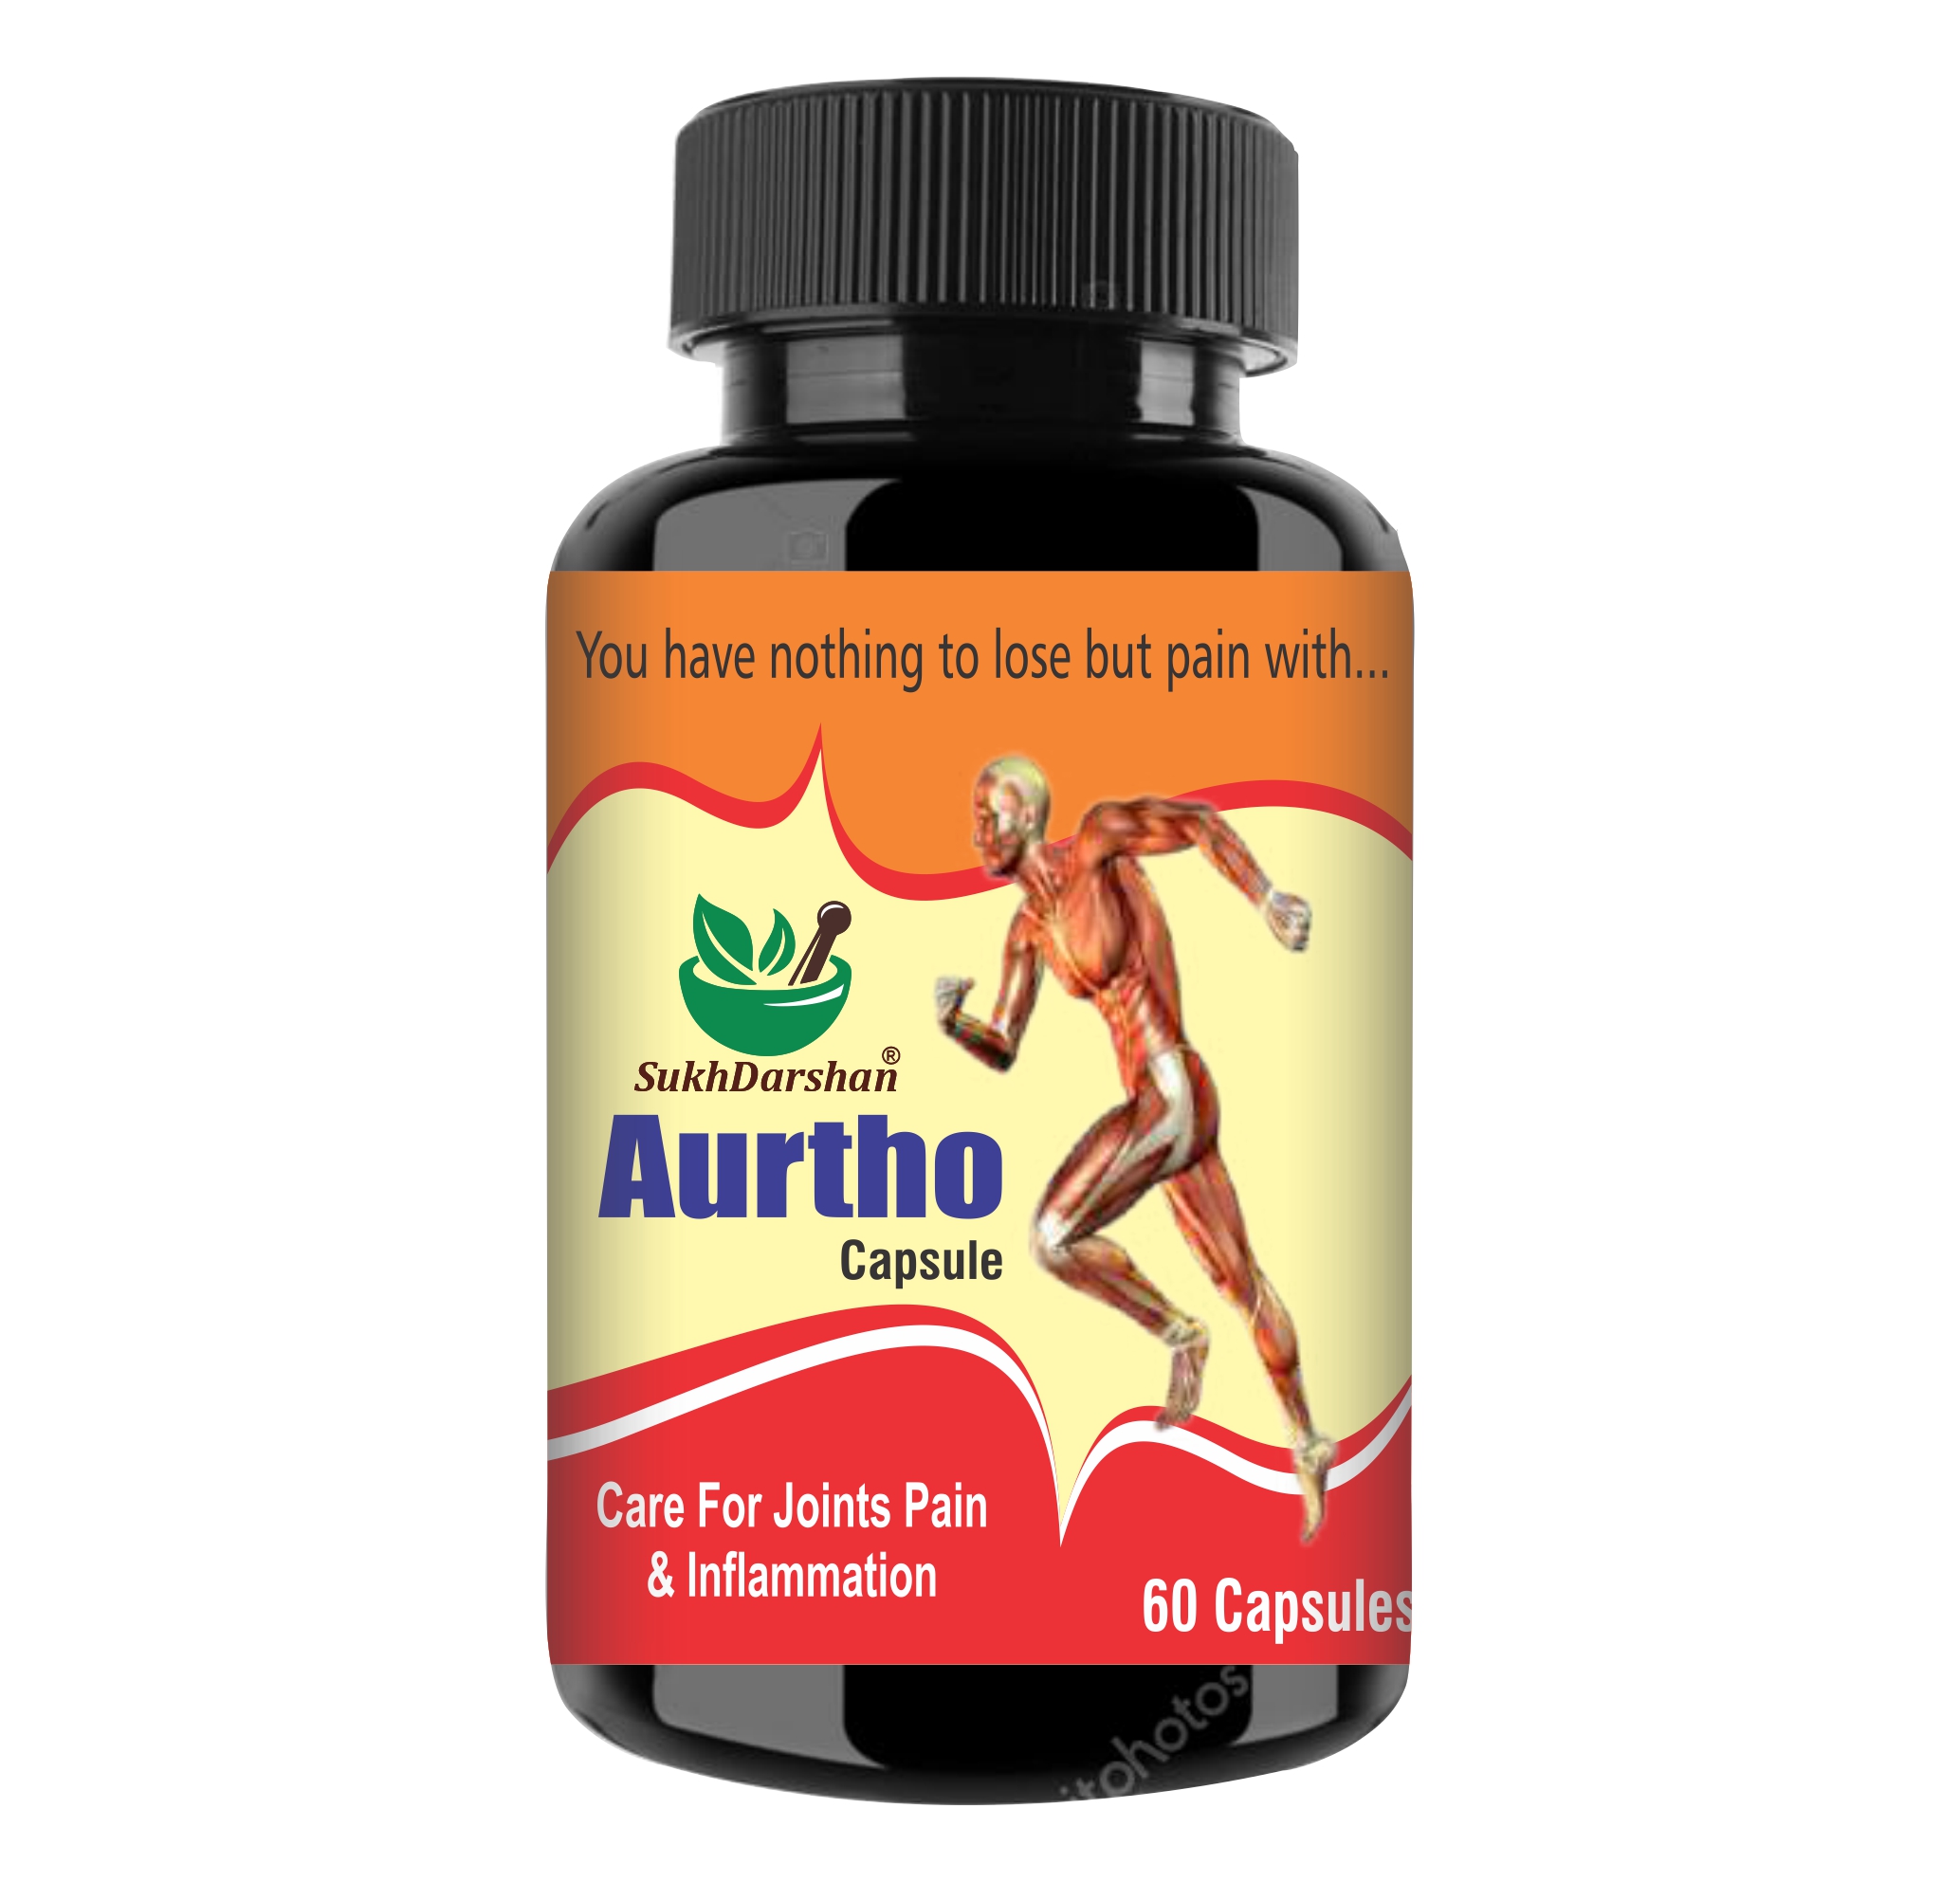 You have nothing to lose but pain with...
SukhDarshan®
Aurtho
Capsule
Care For Joints Pain
& Inflammation
60 Capsules